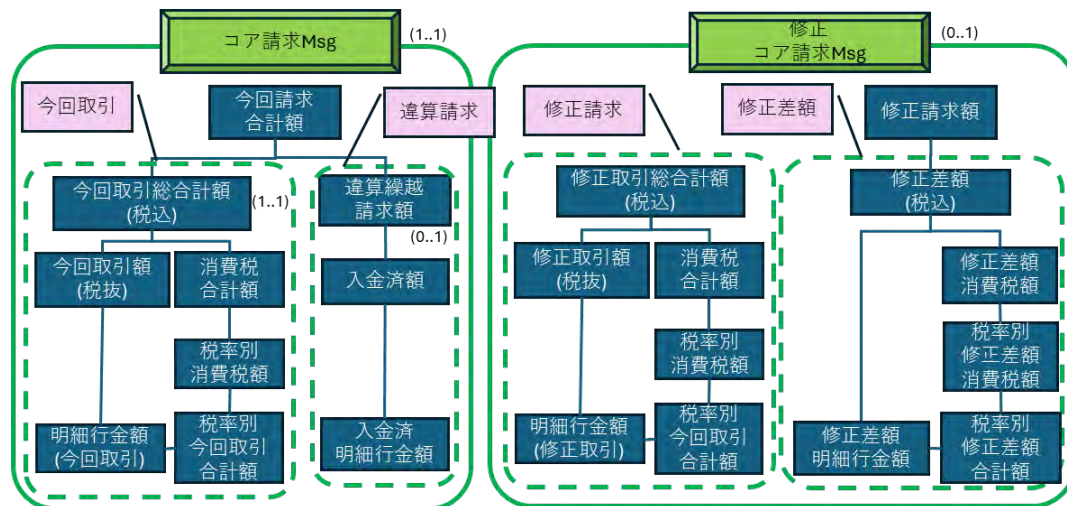 コア請求Msg
(1..1)
今回取引
今回請求
合計額
違算請求
今回取引総合計額
(税込)
(1..1)
違算繰越
請求額
(0..1)
今回取引額
(税抜)
消費税
合計額
入金済額
税率別
消費税額
明細行金額
(今回取引)
税率別
今回取引
合計額
入金済
明細行金額
修正
コア請求Msg
(0..1)
修正請求
修正差額
修正請求額
修正取引総合計額
(税込)
修正差額
(税込)
修正取引額
(税抜)
消費税
合計額
修正差額
消費税額
税率別
消費税額
税率別
修正差額
消費税額
明細行金額
(修正取引)
税率別
今回取引
合計額
修正差額
明細行金額
税率別
修正差額
合計額